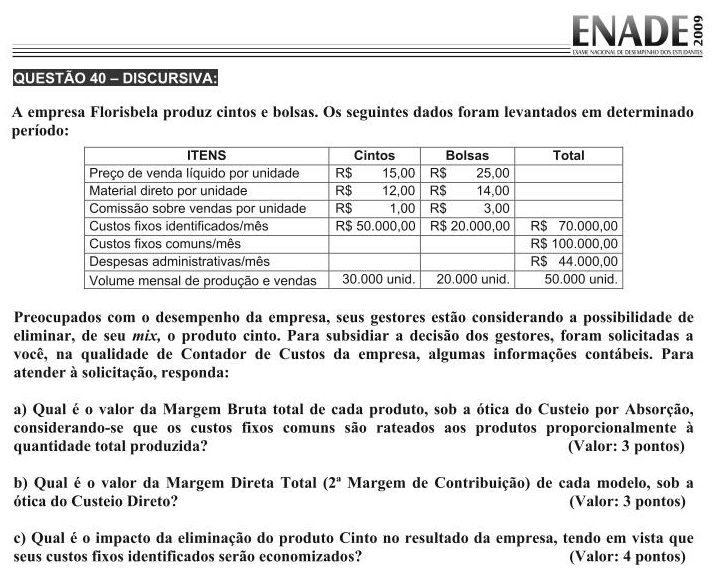 ENADE 2009
EXAME NACIONAL DE DESEMPENHO DOS ESTUDANTES
QUESTÃO 40 – DISCURSIVA:
A empresa Florisbela produz cintos e bolsas. Os seguintes dados foram levantados em determinado
período:
ITENS Cintos Bolsas Total
Preço de venda líquido por unidade R$ 15,00 R$ 25,00
Material direto por unidade R$ 12,00 R$ 14,00
Comissão sobre vendas por unidade R$ 1,00 R$ 3,00
Custos fixos identificados/mês R$ 50.000,00 R$ 20.000,00 R$ 70.000,00
Custos fixos comuns/mês R$ 100.000,00
Despesas administrativas/mês R$ 44.000,00
Volume mensal de produção e vendas 30.000 unid. 20.000 unid. 50.000 unid.
Preocupados com o desempenho da empresa, seus gestores estão considerando a possibilidade de
eliminar, de seu mix, o produto cinto. Para subsidiar a decisão dos gestores, foram solicitadas a
você, na qualidade de Contador de Custos da empresa, algumas informações contábeis. Para
atender à solicitação, responda:
a) Qual é o valor da Margem Bruta total de cada produto, sob a ótica do Custeio por Absorção,
considerando-se que os custos fixos comuns são rateados aos produtos proporcionalmente à
quantidade total produzida? (Valor: 3 pontos)
b) Qual é o valor da Margem Direta Total (2ª Margem de Contribuição) de cada modelo, sob a
ótica do Custeio Direto? (Valor: 3 pontos)
c) Qual é o impacto da eliminação do produto Cinto no resultado da empresa, tendo em vista que
seus custos fixos identificados serão economizados? (Valor: 4 pontos)